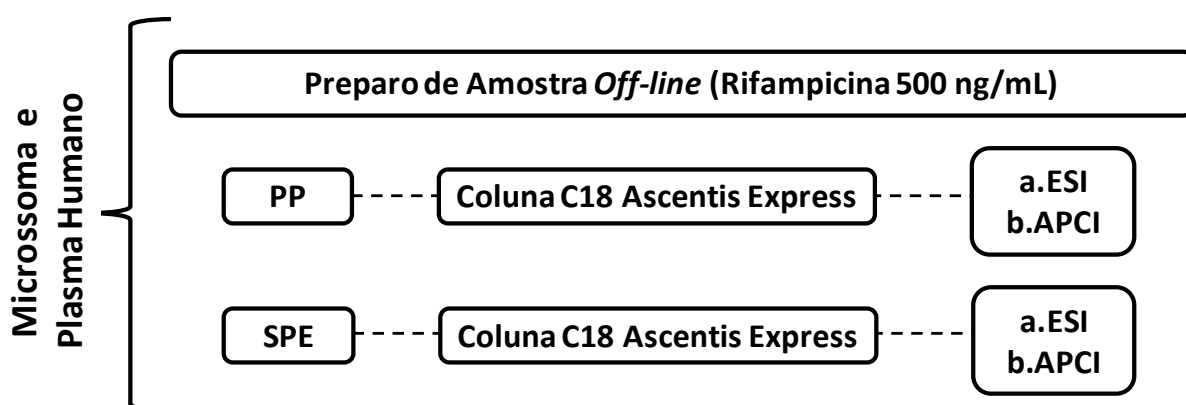 Microssoma e
Plasma Humano
Preparo de Amostra Off-line (Rifampicina 500 ng/mL)
PP
Coluna C18 Ascentis Express
a.ESI
b.APCI
SPE
Coluna C18 Ascentis Express
a.ESI
b.APCI